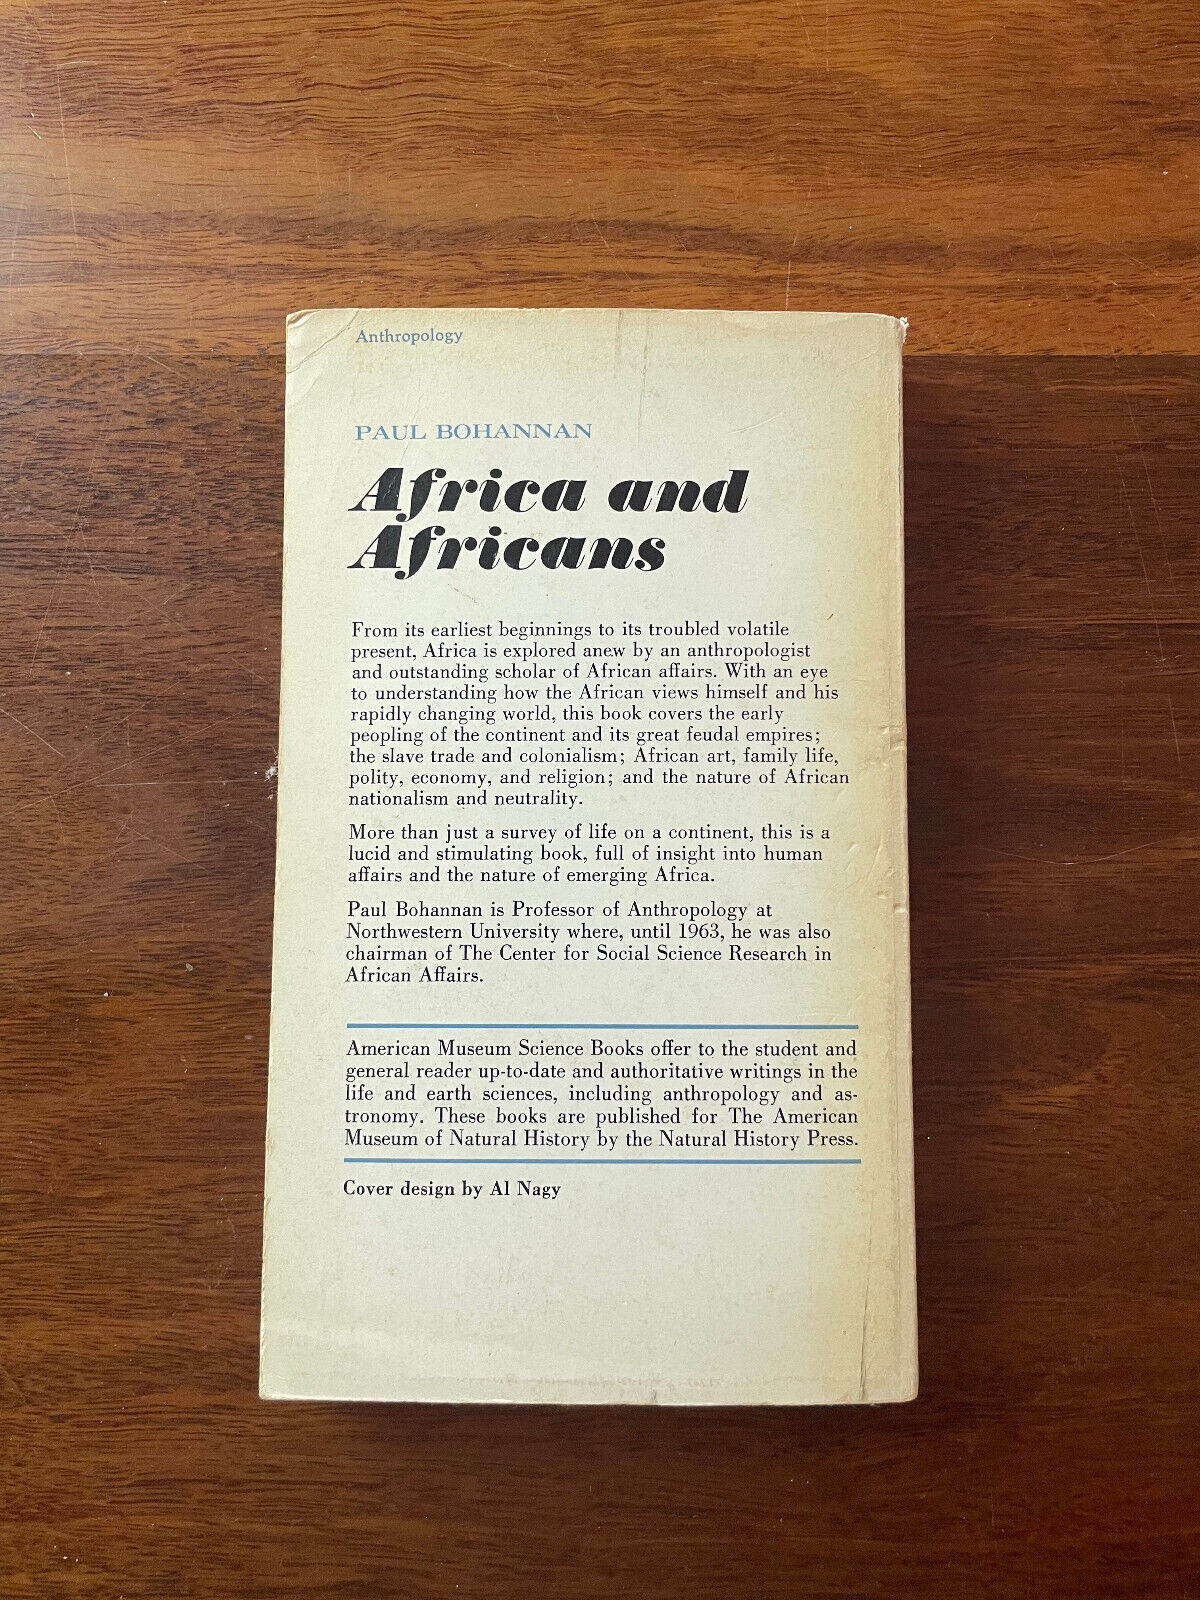 Anthropology
PAUL BOHANNAN
Africa and
Africans
From its earliest beginnings to its troubled volatile
present, Africa is explored anew by an anthropologist
and outstanding scholar of African affairs. With an eye
to understanding how the African views himself and his
rapidly changing world, this book covers the early
peopling of the continent and its great feudal empires;
the slave trade and colonialism; African art, family life,
polity, economy, and religion; and the nature of African
nationalism and neutrality.
More than just a survey of life on a continent, this is a
lucid and stimulating book, full of insight into human
affairs and the nature of emerging Africa.
Paul Bohannan is Professor of Anthropology at
Northwestern University where, until 1963, he was also
chairman of The Center for Social Science Research in
African Affairs.
American Museum Science Books offer to the student and
general reader up-to-date and authoritative writings in the
life and earth sciences, including anthropology and as-
tronomy. These books are published for The American
Museum of Natural History by the Natural History Press.
Cover design by Al Nagy